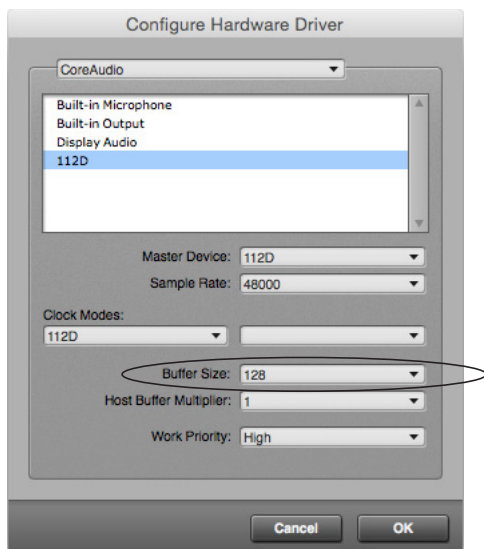 Configure Hardware Driver
CoreAudio
Built-in Microphone
Built-in Output
Display Audio
112D
Master Device: 112D
Sample Rate: 48000
Clock Modes:
112D
Buffer Size: 128
Host Buffer Multiplier: 1
Work Priority: High
Cancel OK